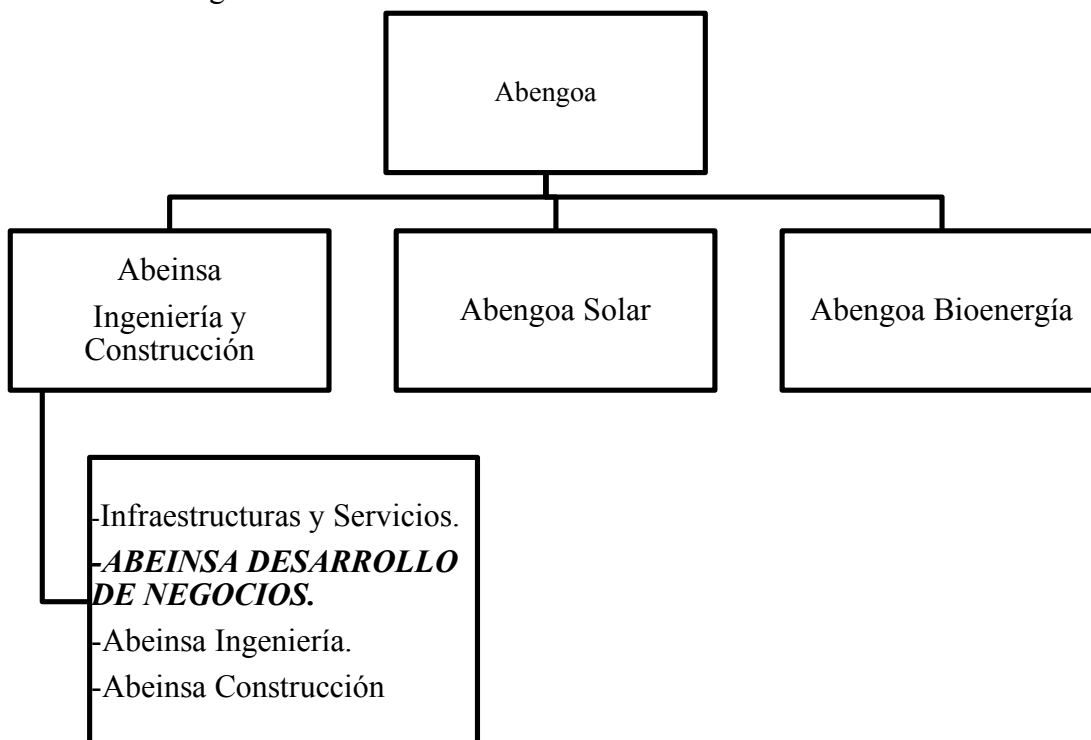 Abengoa
Abeinsa
Ingeniería y
Construcción
Abengoa Solar
Abengoa Bioenergía
-Infraestructuras y Servicios.
-ABEINSA DESARROLLO
DE NEGOCIOS.
-Abeinsa Ingeniería.
-Abeinsa Construcción